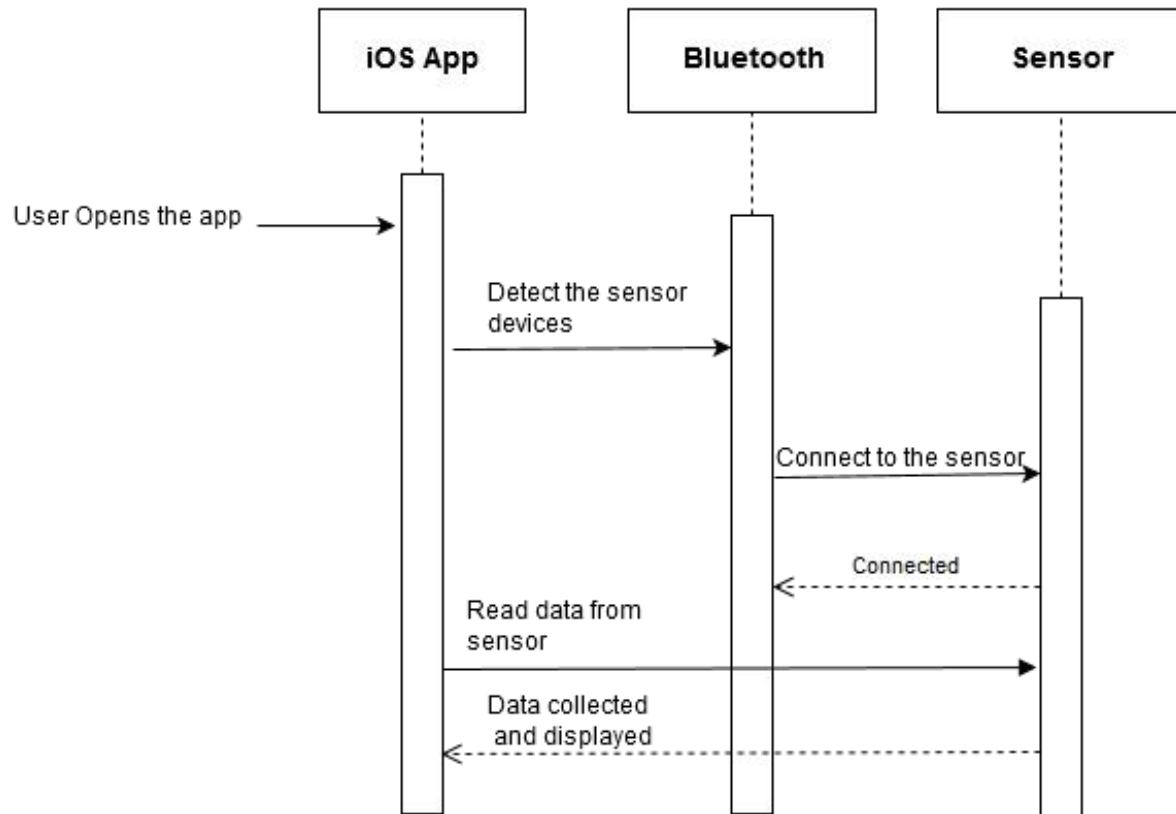 iOS App
Bluetooth
Sensor
User Opens the app
Detect the sensor
devices
Connect to the sensor
Connected
Read data from
sensor
Data collected
and displayed